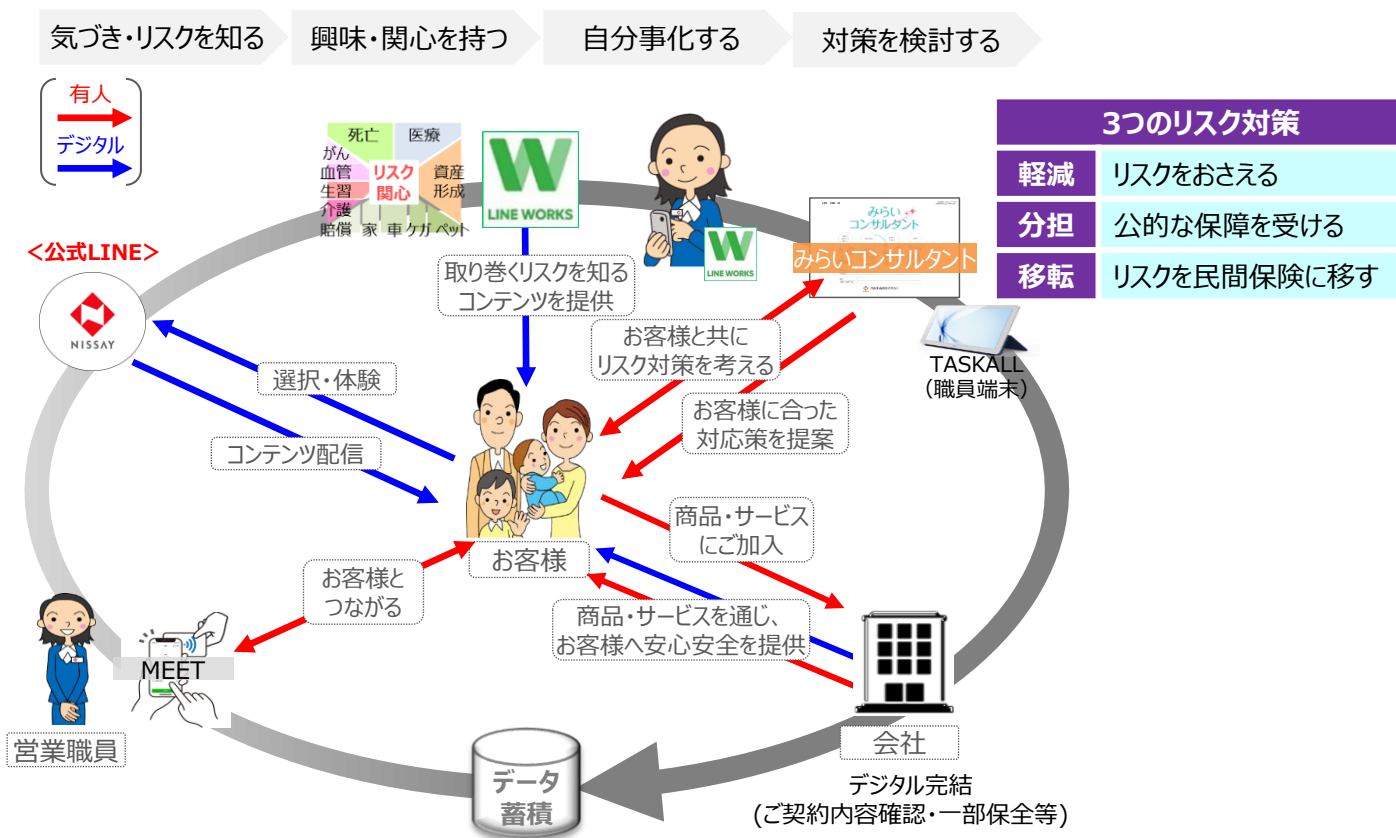 気づき・リスクを知る
興味・関心を持つ
自分事化する
対策を検討する
有人
デジタル
死亡
医療
がん
血管
生習
介護
リスク
関心
資産
形成
賠償 家 車 ケガ ペット
LINE WORKS
LINE WORKS
みらい
コンサルタント
みらいコンサルタント
3つのリスク対策
軽減 リスクをおさえる
分担 公的な保障を受ける
移転 リスクを民間保険に移す
<公式LINE>
NISSAY
取り巻くリスクを知る
コンテンツを提供
お客様と共に
リスク対策を考える
TASKALL
(職員端末)
選択・体験
お客様に合った
対応策を提案
コンテンツ配信
商品・サービス
にご加入
お客様
お客様と
つながる
商品・サービスを通じ、
お客様へ安心安全を提供
MEET
営業職員
会社
データ
蓄積
デジタル完結
(ご契約内容確認・一部保全等)